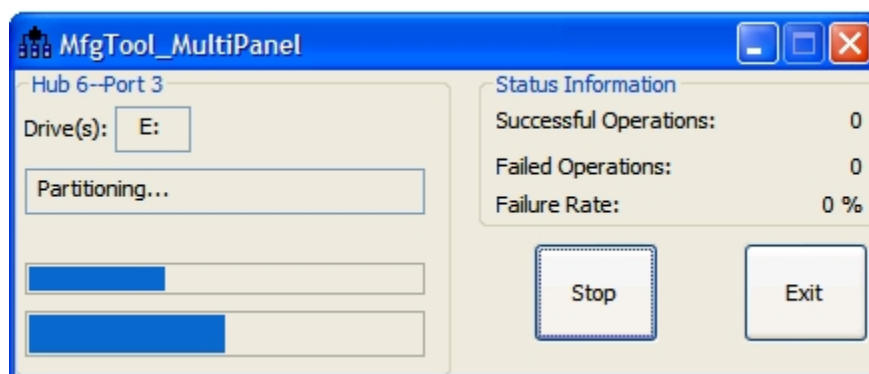 MfgTool_MultiPanel
Hub 6--Port 3
Drive(s): E:
Partitioning...
Status Information
Successful Operations: 0
Failed Operations: 0
Failure Rate: 0 %
Stop
Exit